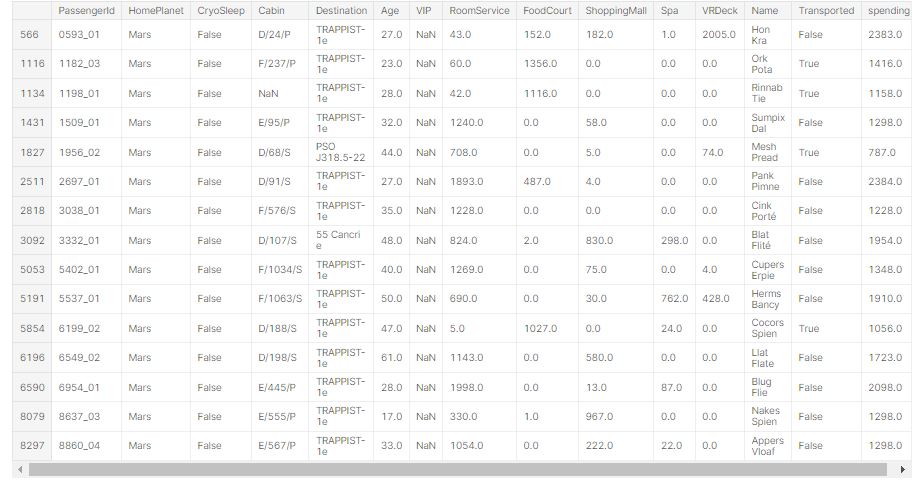 PassengerId HomePlanet CryoSleep Cabin Destination Age VIP RoomService FoodCourt ShoppingMall Spa VRDeck Name Transported spending
566 0593_01 Mars False D/24/P TRAPPIST-1e 27.0 NaN 43.0 152.0 182.0 1.0 2005.0 Hon Kra False 2383.0
1116 1182_03 Mars False F/237/P TRAPPIST-1e 23.0 NaN 60.0 1356.0 0.0 0.0 0.0 Ork Pota True 1416.0
1134 1198_01 Mars False NaN TRAPPIST-1e 28.0 NaN 42.0 1116.0 0.0 0.0 0.0 Rinnab Tie True 1158.0
1431 1509_01 Mars False E/95/P TRAPPIST-1e 32.0 NaN 1240.0 0.0 58.0 0.0 0.0 Sumpix Dal False 1298.0
1827 1956_02 Mars False D/68/S PSO J318.5-22 44.0 NaN 708.0 0.0 5.0 0.0 74.0 Mesh Pread True 787.0
2511 2697_01 Mars False D/91/S TRAPPIST-1e 27.0 NaN 1893.0 487.0 4.0 0.0 0.0 Pank Pimne False 2384.0
2818 3038_01 Mars False F/576/S TRAPPIST-1e 35.0 NaN 1228.0 0.0 0.0 0.0 0.0 Cink Porté False 1228.0
3092 3332_01 Mars False D/107/S 55 Cancri e 48.0 NaN 824.0 2.0 830.0 298.0 0.0 Blat Flité False 1954.0
5053 5402_01 Mars False F/1034/S TRAPPIST-1e 40.0 NaN 1269.0 0.0 75.0 0.0 4.0 Cupers Erpie False 1348.0
5191 5537_01 Mars False F/1063/S TRAPPIST-1e 50.0 NaN 690.0 0.0 30.0 762.0 428.0 Herms Bancy False 1910.0
5854 6199_02 Mars False D/188/S TRAPPIST-1e 47.0 NaN 5.0 1027.0 0.0 24.0 0.0 Cocors Spien True 1056.0
6196 6549_02 Mars False D/198/S TRAPPIST-1e 61.0 NaN 1143.0 0.0 580.0 0.0 0.0 Llat Flate False 1723.0
6590 6954_01 Mars False E/445/P TRAPPIST-1e 28.0 NaN 1998.0 0.0 13.0 87.0 0.0 Blug Flie False 2098.0
8079 8637_03 Mars False E/555/P TRAPPIST-1e 17.0 NaN 330.0 1.0 967.0 0.0 0.0 Nakes Spien False 1298.0
8297 8860_04 Mars False E/567/P TRAPPIST-1e 33.0 NaN 1054.0 0.0 222.0 22.0 0.0 Appers Vloaf False 1298.0